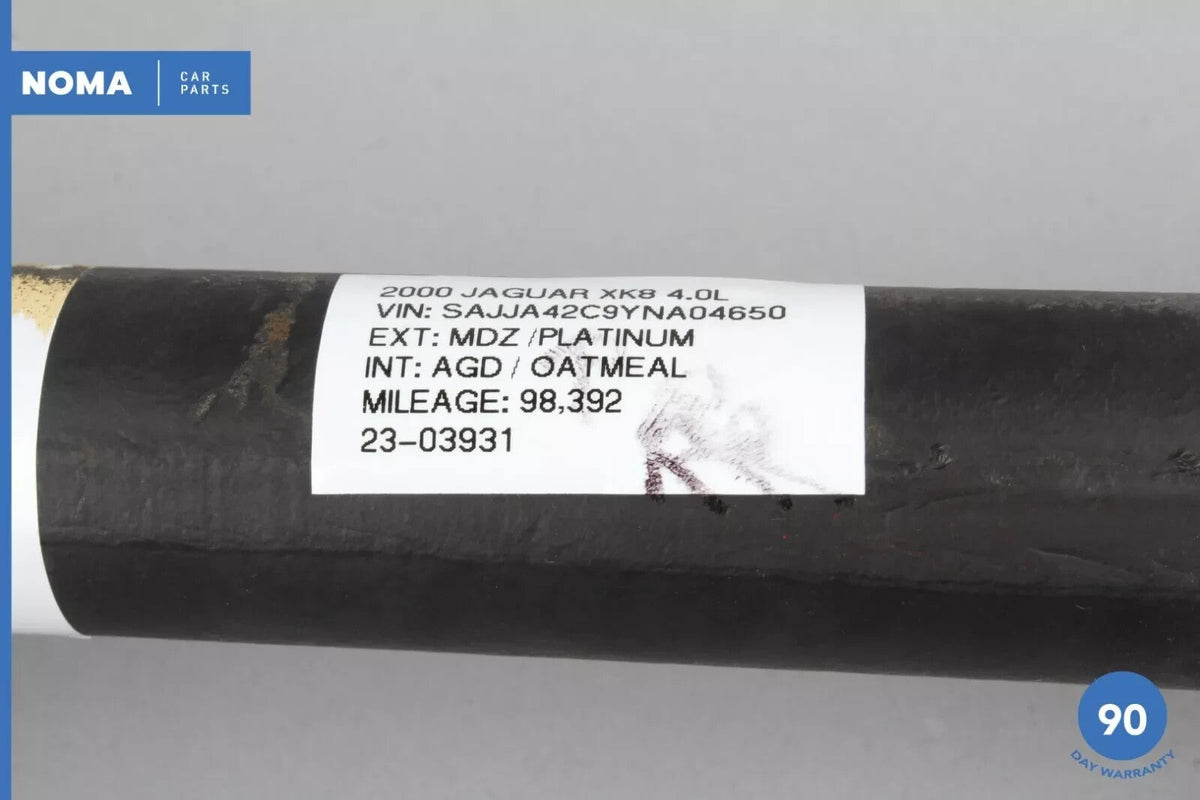 NOMA
CAR
PARTS
2000 JAGUAR XK8 4.0L
VIN: SAJJA42C9YNA04650
EXT: MDZ /PLATINUM
INT: AGD / OATMEAL
MILEAGE: 98,392
23-03931
90
DAY WARRANTY